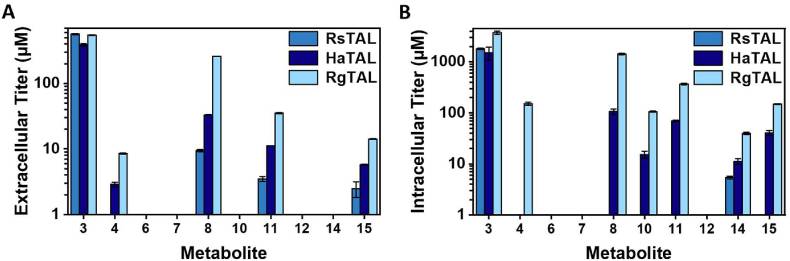 A
Extracellular Titer (µM)
100
10
1
RsTAL
HaTAL
RgTAL
3 4 6 7 8 10 11 12 14 15
Metabolite
B
Intracellular Titer (µM)
1000
100
10
1
RsTAL
HaTAL
RgTAL
3 4 6 7 8 10 11 12 14 15
Metabolite